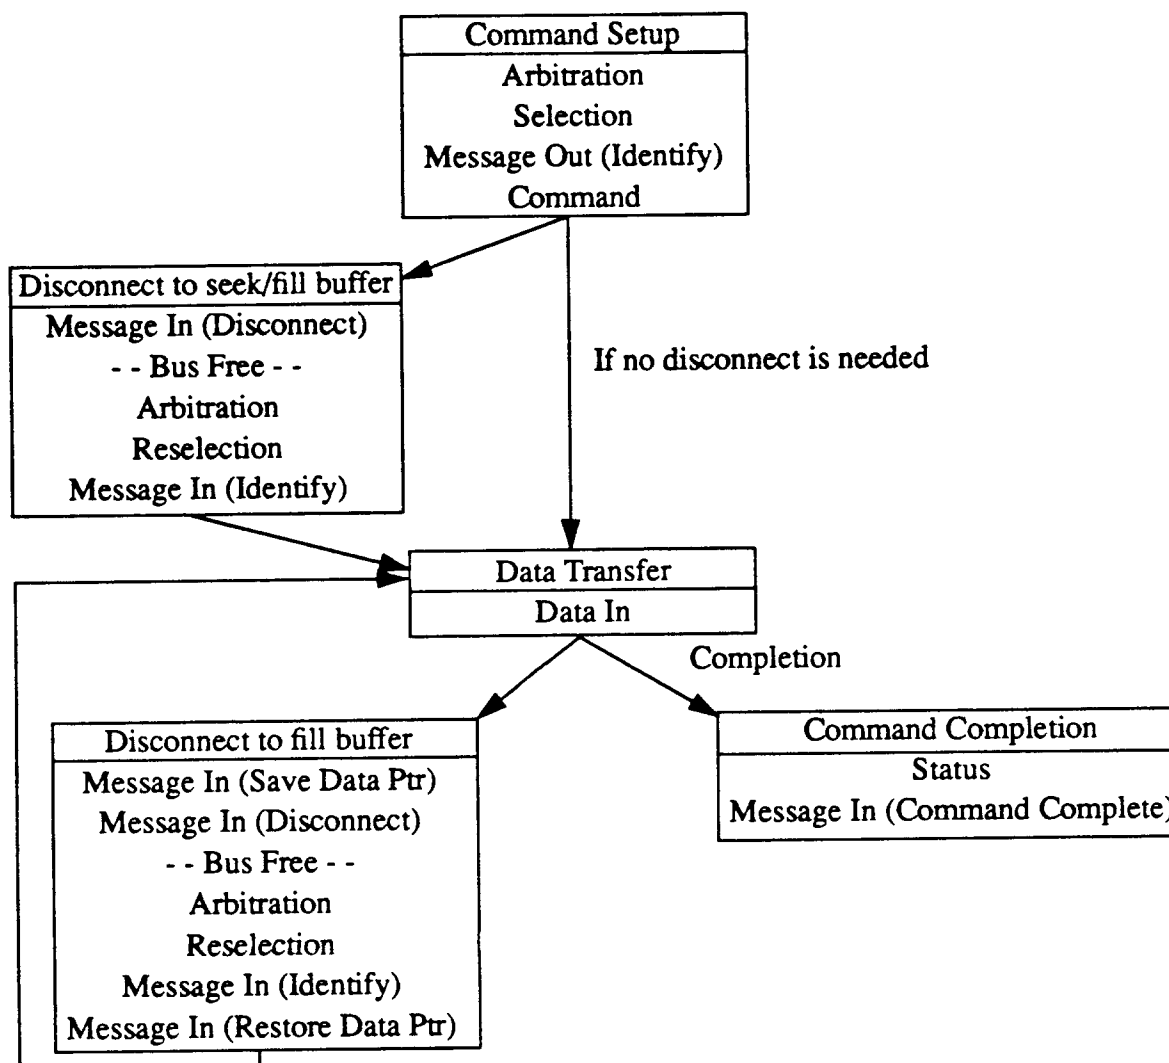 Command Setup
Arbitration
Selection
Message Out (Identify)
Command
Disconnect to seek/fill buffer
Message In (Disconnect)
- - Bus Free - -
Arbitration
Reselection
Message In (Identify)
If no disconnect is needed
Data Transfer
Data In
Completion
Disconnect to fill buffer
Message In (Save Data Ptr)
Message In (Disconnect)
- - Bus Free - -
Arbitration
Reselection
Message In (Identify)
Message In (Restore Data Ptr)
Command Completion
Status
Message In (Command Complete)